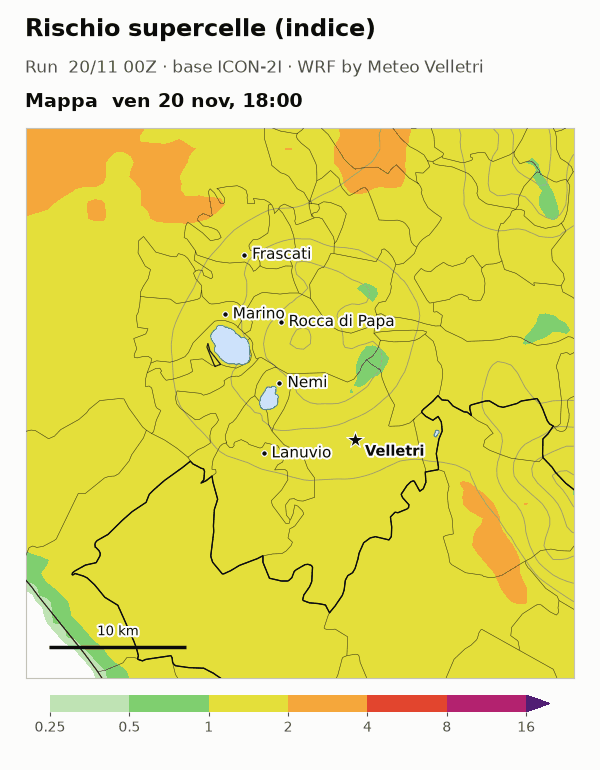 Rischio supercelle (indice)
Run  20/11 00Z · base ICON-2I · WRF by Meteo Velletri
Mappa  ven 20 nov, 18:00
Frascati
Marino
Rocca di Papa
Nemi
Velletri
Lanuvio
10 km
0.25 0.5 1 2 4 8 16